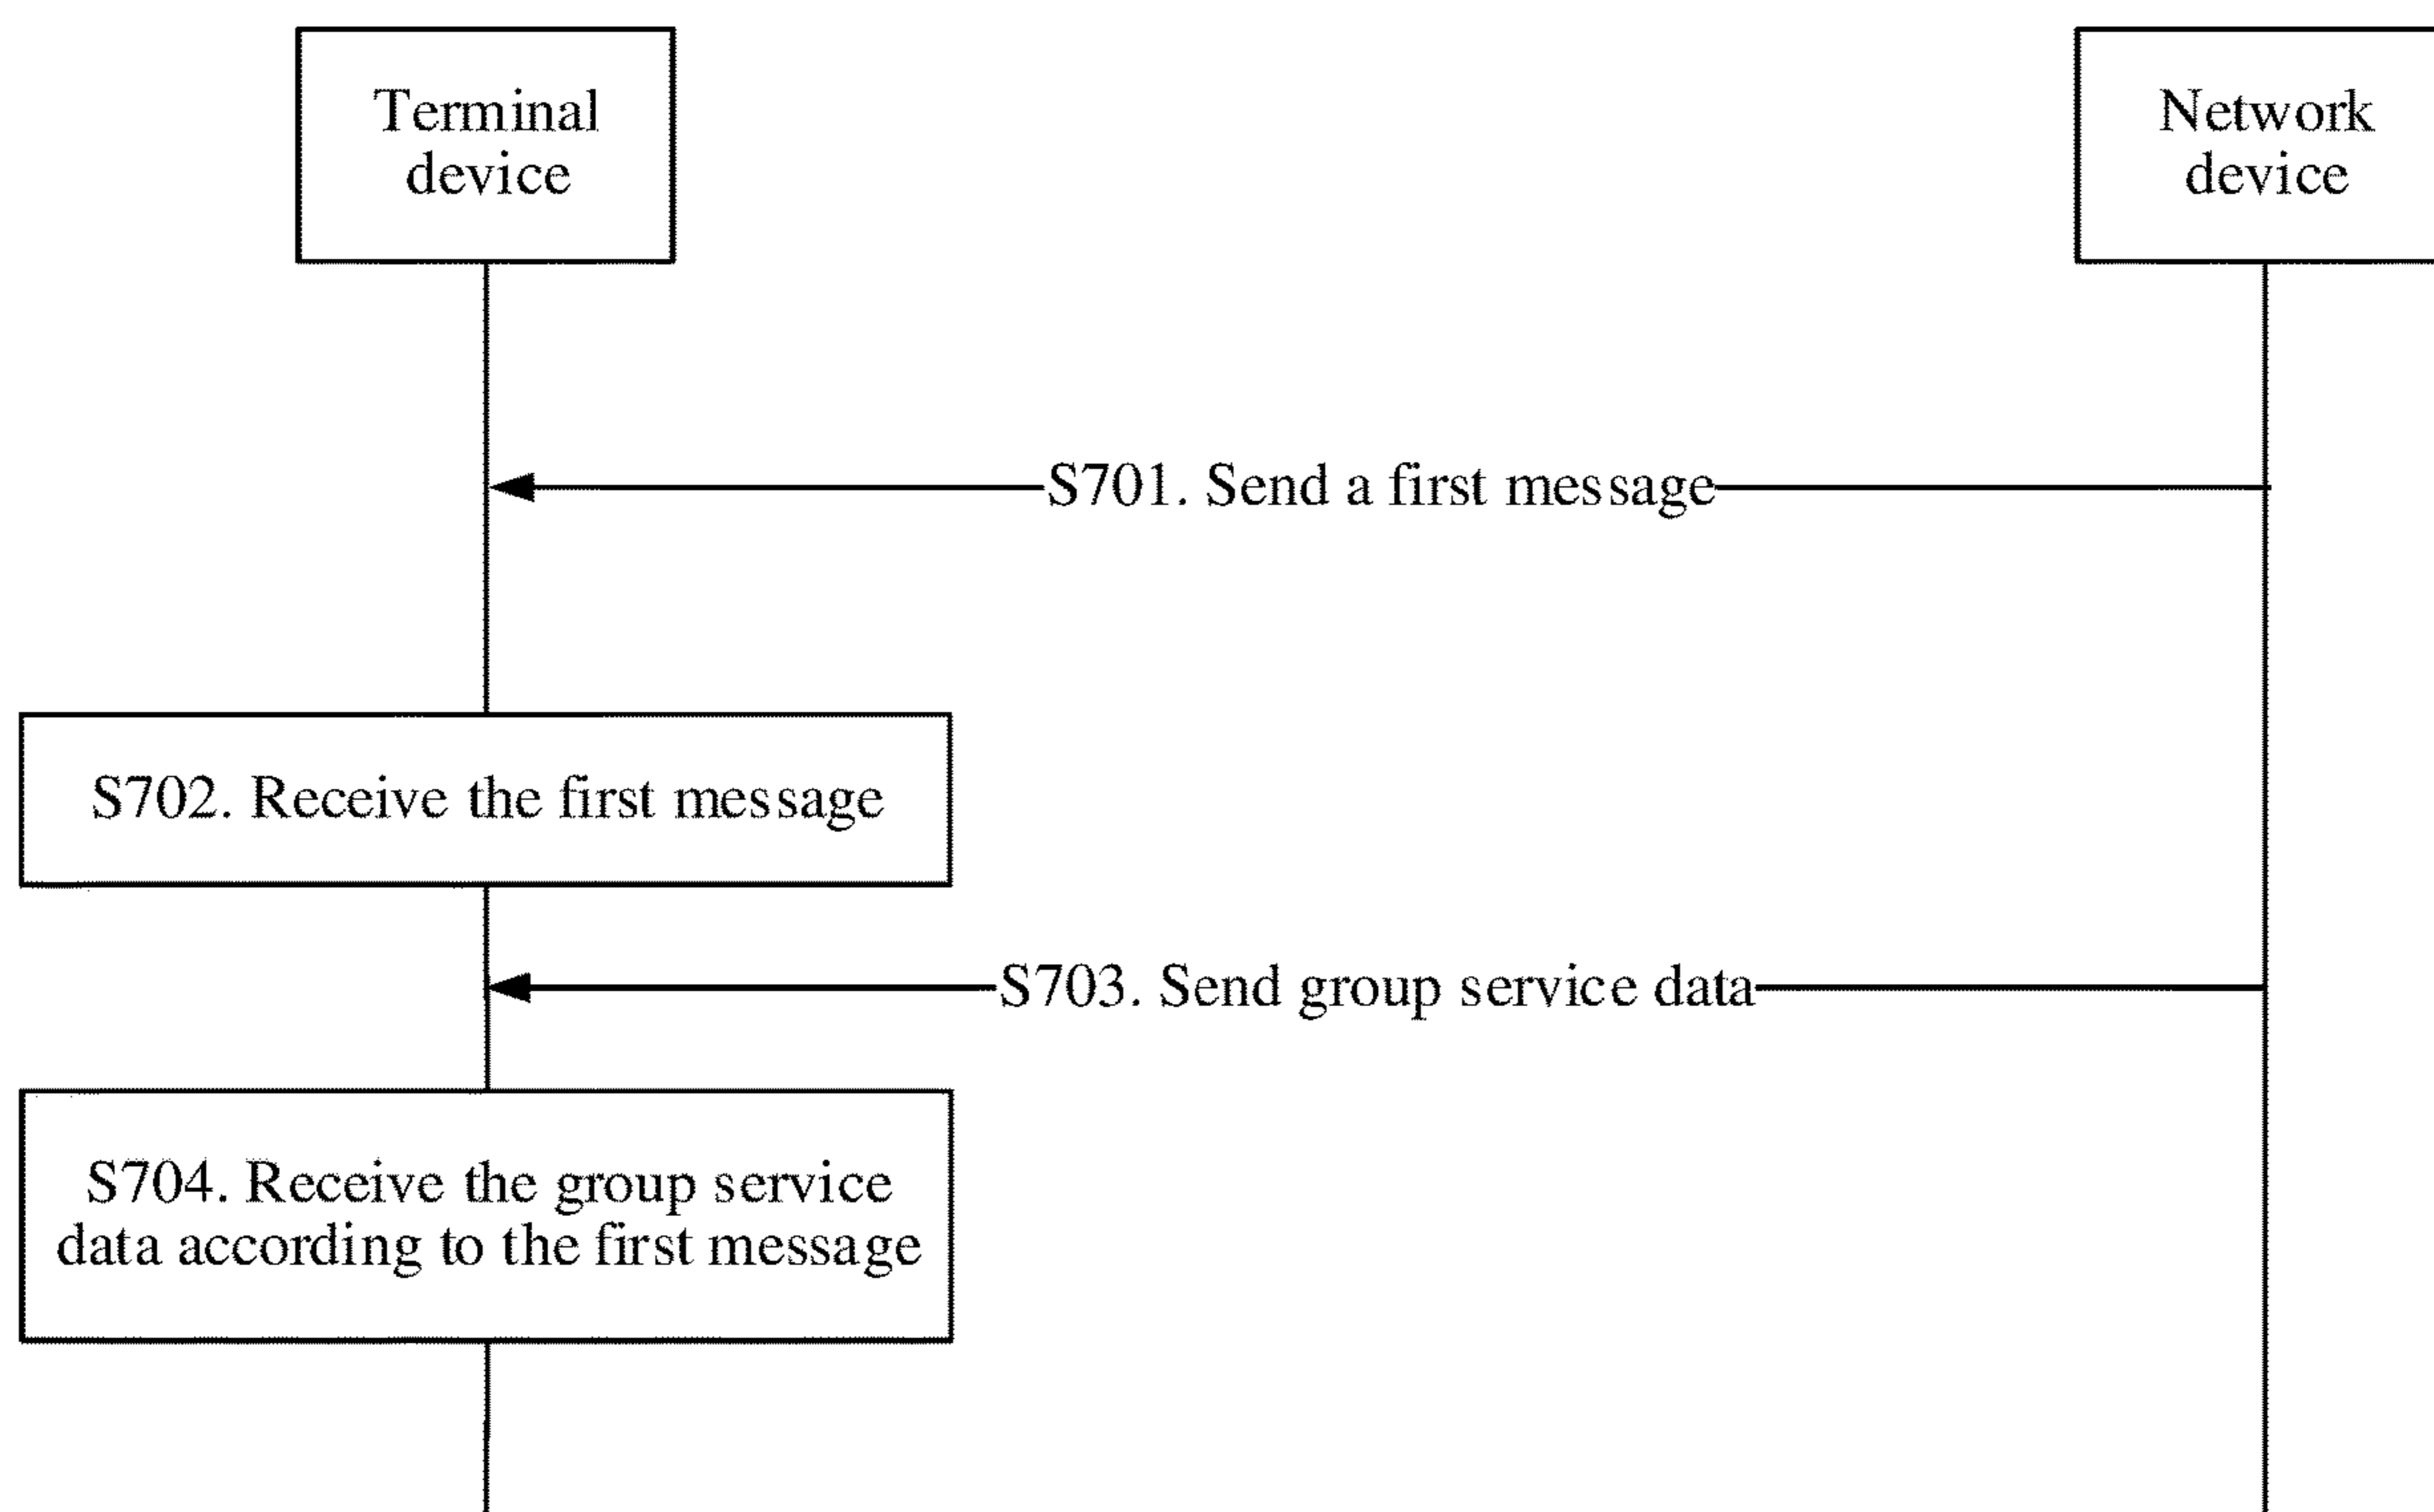 Terminal
device
Network
device
S701. Send a first message
S702. Receive the first message
S703. Send group service data
S704. Receive the group service
data according to the first message